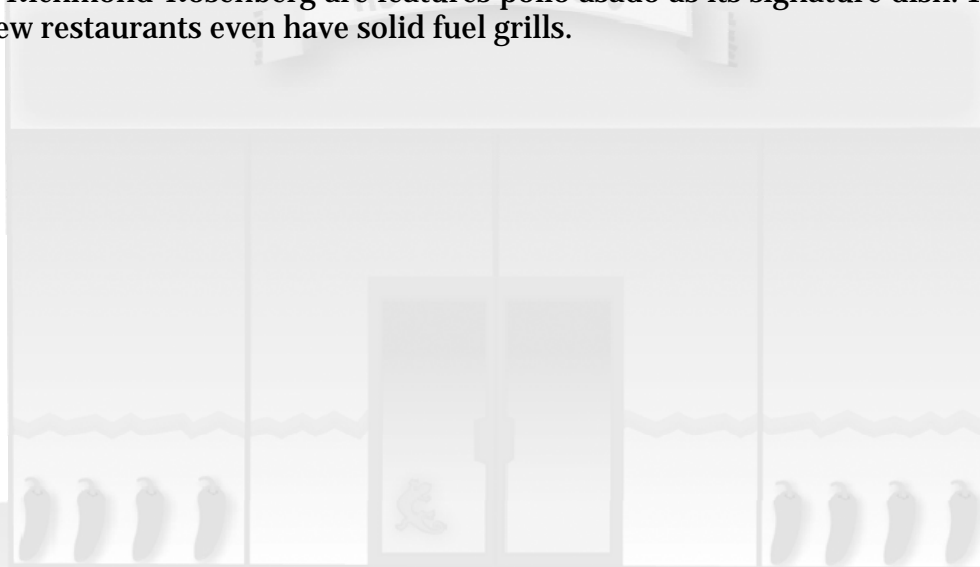 Richmond-Rosenberg are features pollo asado as its signature dish.
ew restaurants even have solid fuel grills.